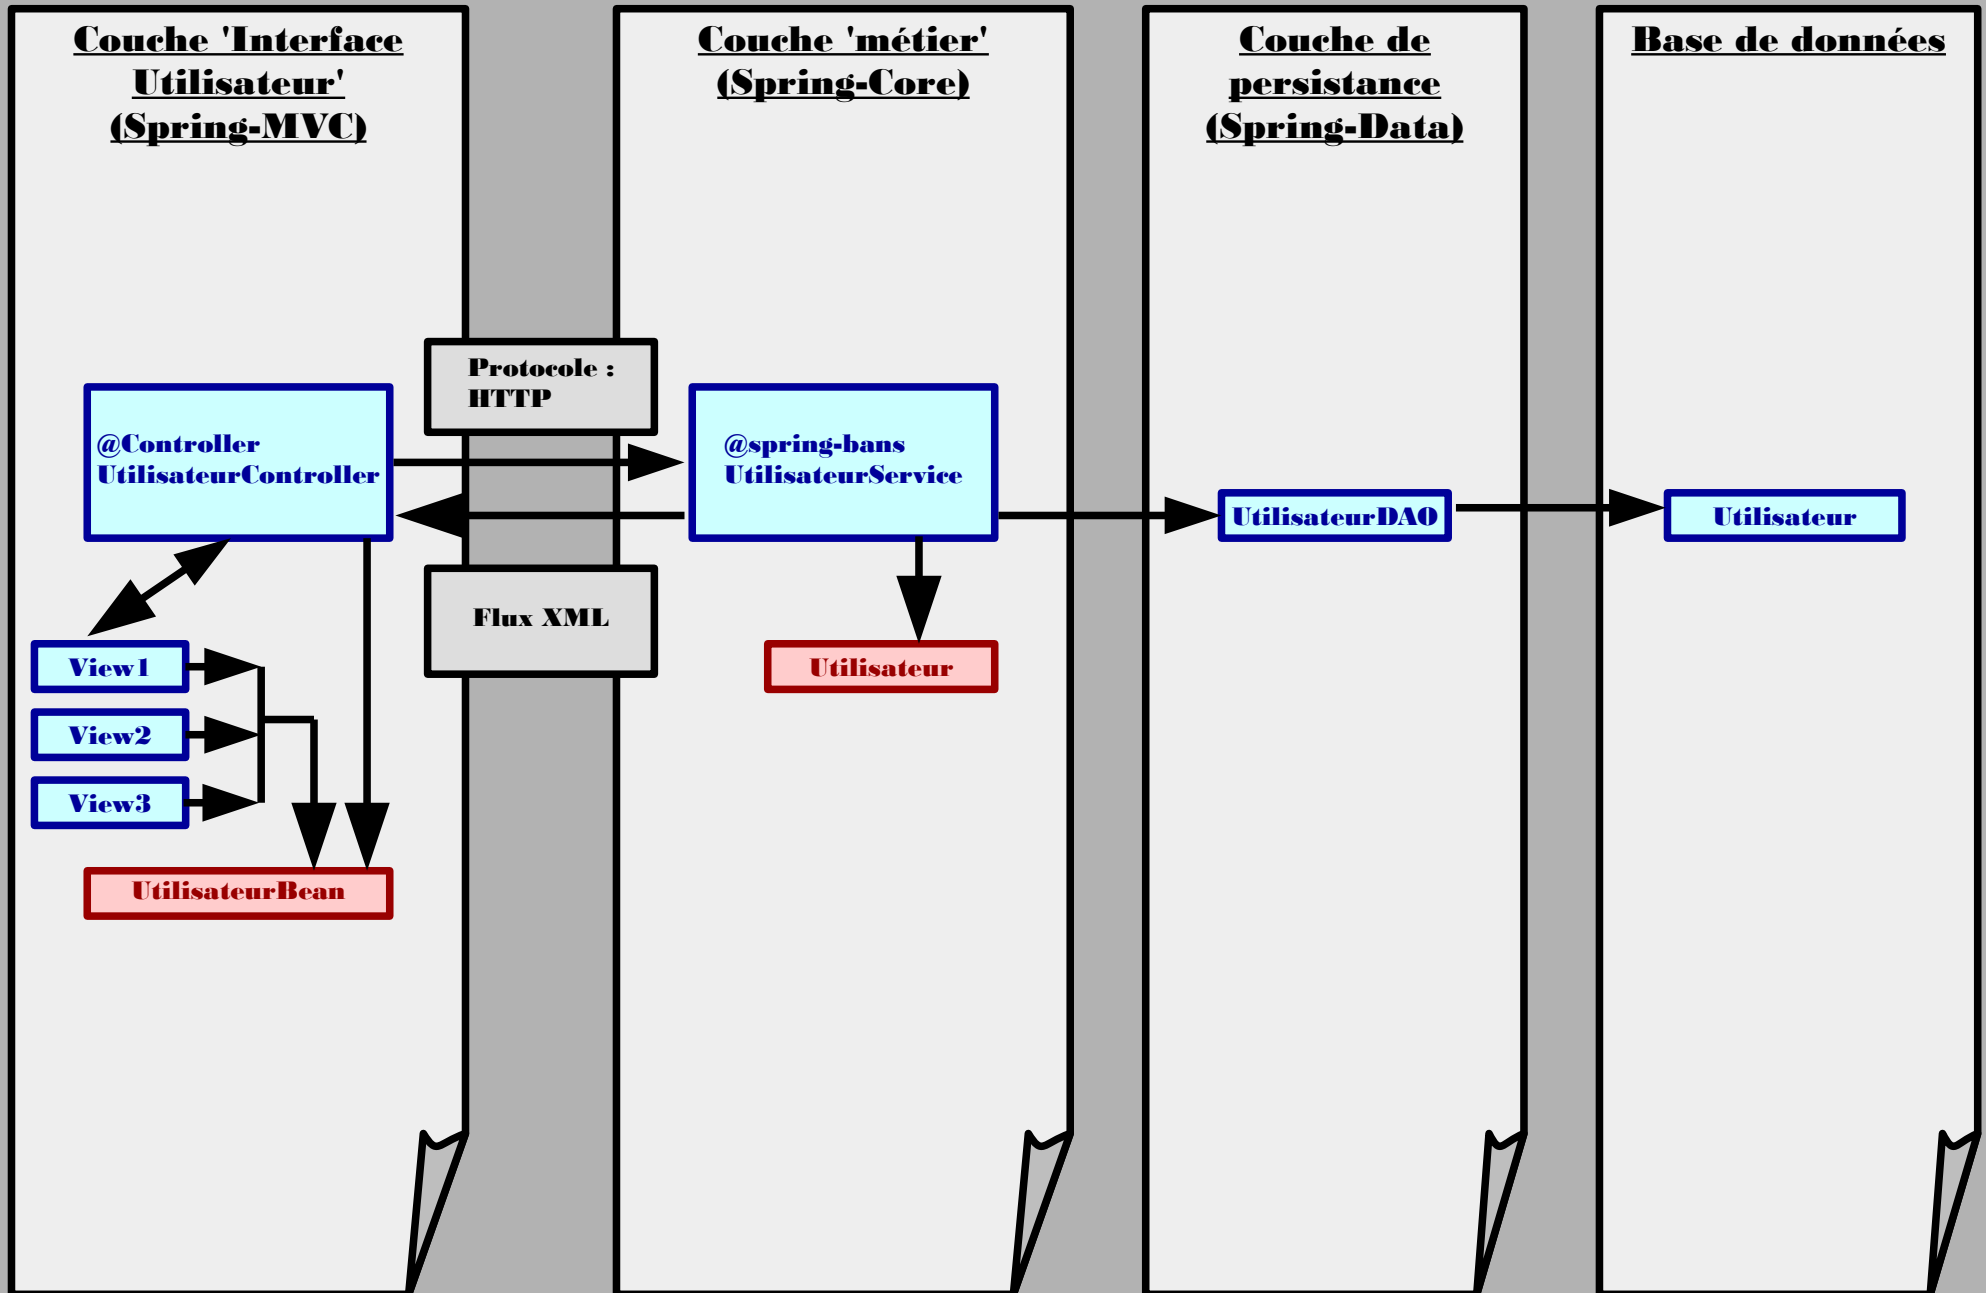 Couche 'Interface
Utilisateur'
(Spring-MVC)
Couche 'métier'
(Spring-Core)
Couche de
persistance
(Spring-Data)
Base de données
Protocole :
HTTP
@Controller
UtilisateurController
@spring-bans
UtilisateurService
UtilisateurDAO
Utilisateur
Flux XML
View1
View2
View3
Utilisateur
UtilisateurBean